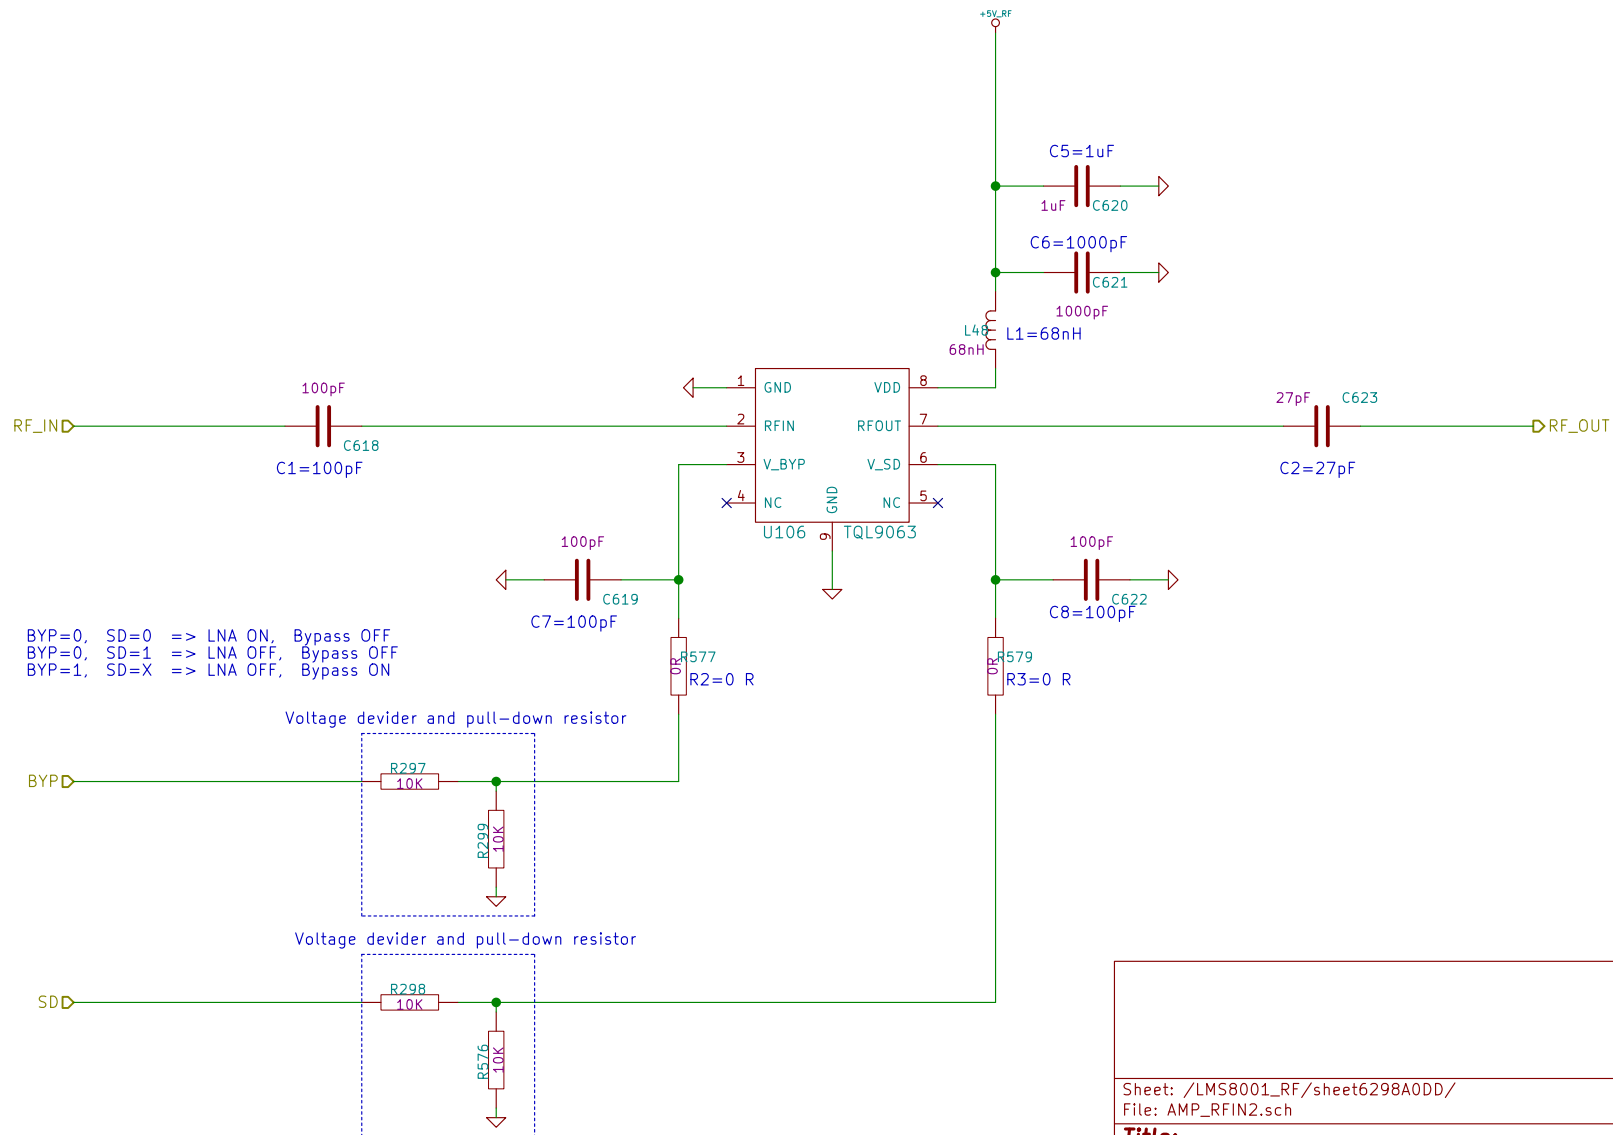 +5V_RF
C5=1uF
1uF
C620
C6=1000pF
C621
1000pF
L48
L1=68nH
68nH
100pF
1
GND
VDD
8
27pF
C623
RF_IN
2
RFIN
RFOUT
7
RF_OUT
C618
C1=100pF
3
V_BYP
V_SD
6
C2=27pF
4
NC
GND
NC
5
U106
9
TQL9063
100pF
100pF
C619
C622
C7=100pF
C8=100pF
BYP=0, SD=0 => LNA ON, Bypass OFF
BYP=0, SD=1 => LNA OFF, Bypass OFF
BYP=1, SD=X => LNA OFF, Bypass ON
R577
0R
R2=0 R
R579
0R
R3=0 R
Voltage devider and pull-down resistor
BYP
R297
10K
R299
10K
Voltage devider and pull-down resistor
SD
R298
10K
R576
10K
Sheet: /LMS8001_RF/sheet6298A0DD/
File: AMP_RFIN2.sch
Title: